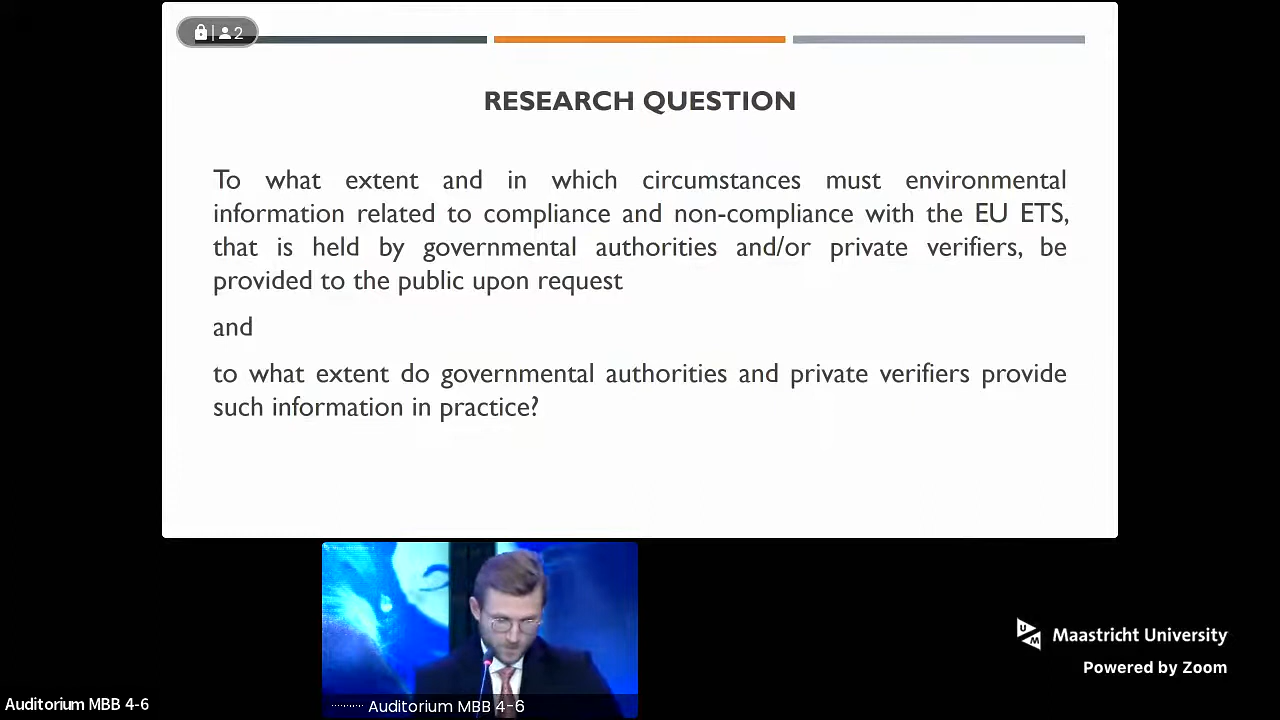 2
RESEARCH QUESTION
To what extent and in which circumstances must environmental
information related to compliance and non-compliance with the EU ETS,
that is held by governmental authorities and/or private verifiers, be
provided to the public upon request
and
to what extent do governmental authorities and private verifiers provide
such information in practice?
UM
Maastricht University
Powered by Zoom
Auditorium MBB 4-6
Auditorium MBB 4-6